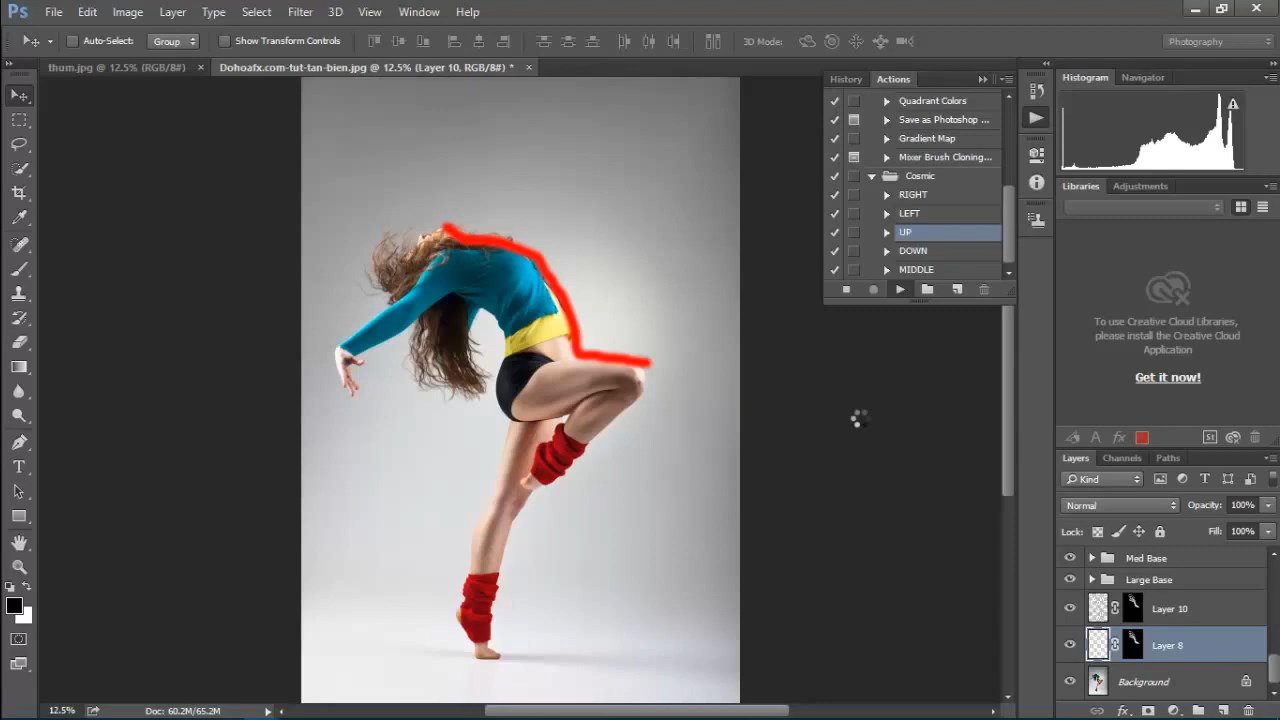 Ps File Edit Image Layer Type Select Filter 3D View Window Help
Auto-Select: Group Show Transform Controls 3D Mode: Photography
thum.jpg @ 12.5% (RGB/8#) × Dohoafx.com-tut-tan-bien.jpg @ 12.5% (Layer 10, RGB/8#) * ×
History Actions
Quadrant Colors
Save as Photoshop ...
Gradient Map
Mixer Brush Cloning...
Cosmic
RIGHT
LEFT
UP
DOWN
MIDDLE
Histogram Navigator
Libraries Adjustments
To use Creative Cloud Libraries,
please install the Creative Cloud
Application
Get it now!
St
Layers Channels Paths
Kind
Normal Opacity: 100%
Lock: Fill: 100%
Med Base
Large Base
Layer 10
Layer 8
Background
fx
12.5% Doc: 60.2M/65.2M